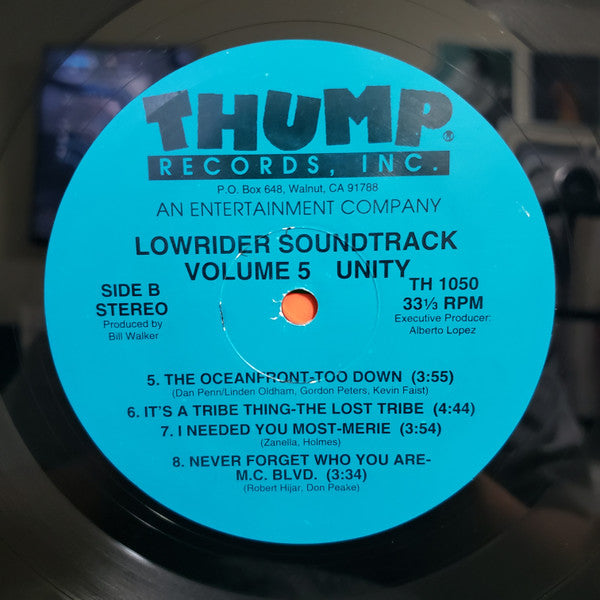 THUMP®
RECORDS, INC.
P.O. Box 648, Walnut, CA 91788
AN ENTERTAINMENT COMPANY
LOWRIDER SOUNDTRACK
VOLUME 5 UNITY
SIDE B
STEREO
Produced by
Bill Walker
TH 1050
33⅓ RPM
Executive Producer:
Alberto Lopez
5. THE OCEANFRONT-TOO DOWN (3:55)
(Dan Penn/Linden Oldham, Gordon Peters, Kevin Faist)
6. IT'S A TRIBE THING-THE LOST TRIBE (4:44)
7. I NEEDED YOU MOST-MERIE (3:54)
(Zanella, Holmes)
8. NEVER FORGET WHO YOU ARE-
M.C. BLVD. (3:34)
(Robert Hijar, Don Peake)